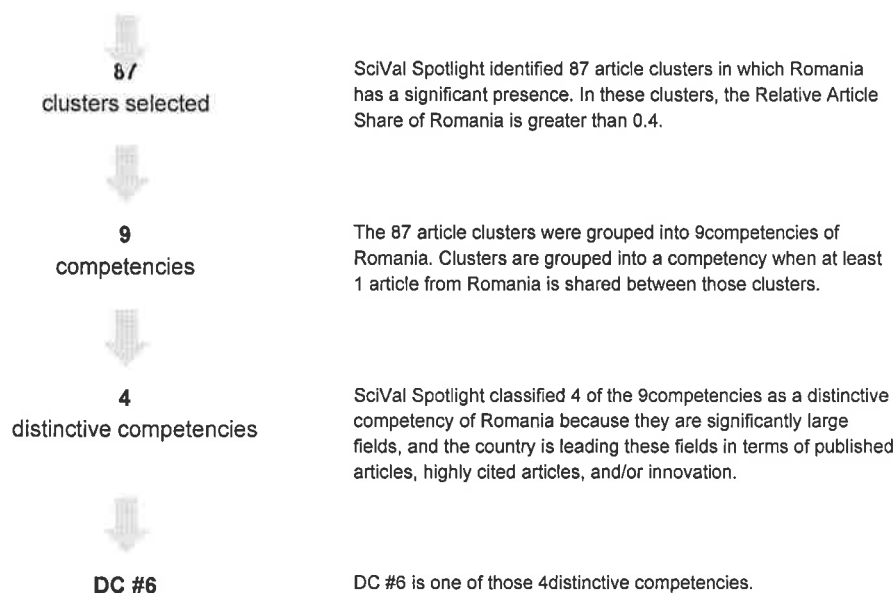 87
clusters selected
SciVal Spotlight identified 87 article clusters in which Romania
has a significant presence. In these clusters, the Relative Article
Share of Romania is greater than 0.4.
9
competencies
The 87 article clusters were grouped into 9competencies of
Romania. Clusters are grouped into a competency when at least
1 article from Romania is shared between those clusters.
4
distinctive competencies
SciVal Spotlight classified 4 of the 9competencies as a distinctive
competency of Romania because they are significantly large
fields, and the country is leading these fields in terms of published
articles, highly cited articles, and/or innovation.
DC #6
DC #6 is one of those 4distinctive competencies.